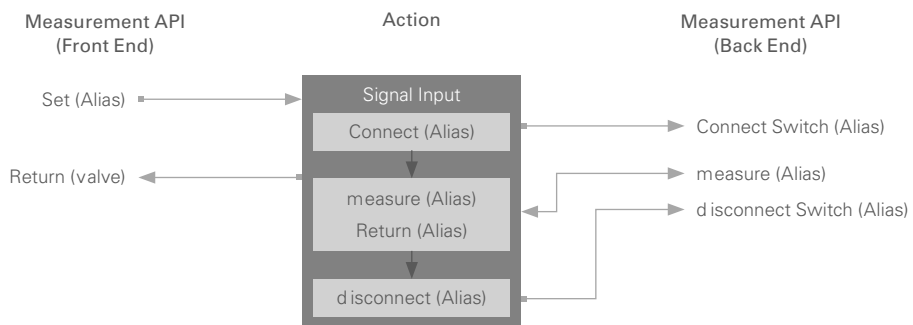 Measurement API
(Front End)
Action
Measurement API
(Back End)
Set (Alias)
Signal Input
Connect (Alias)
Connect Switch (Alias)
Return (valve)
measure (Alias)
Return (Alias)
measure (Alias)
disconnect Switch (Alias)
disconnect (Alias)